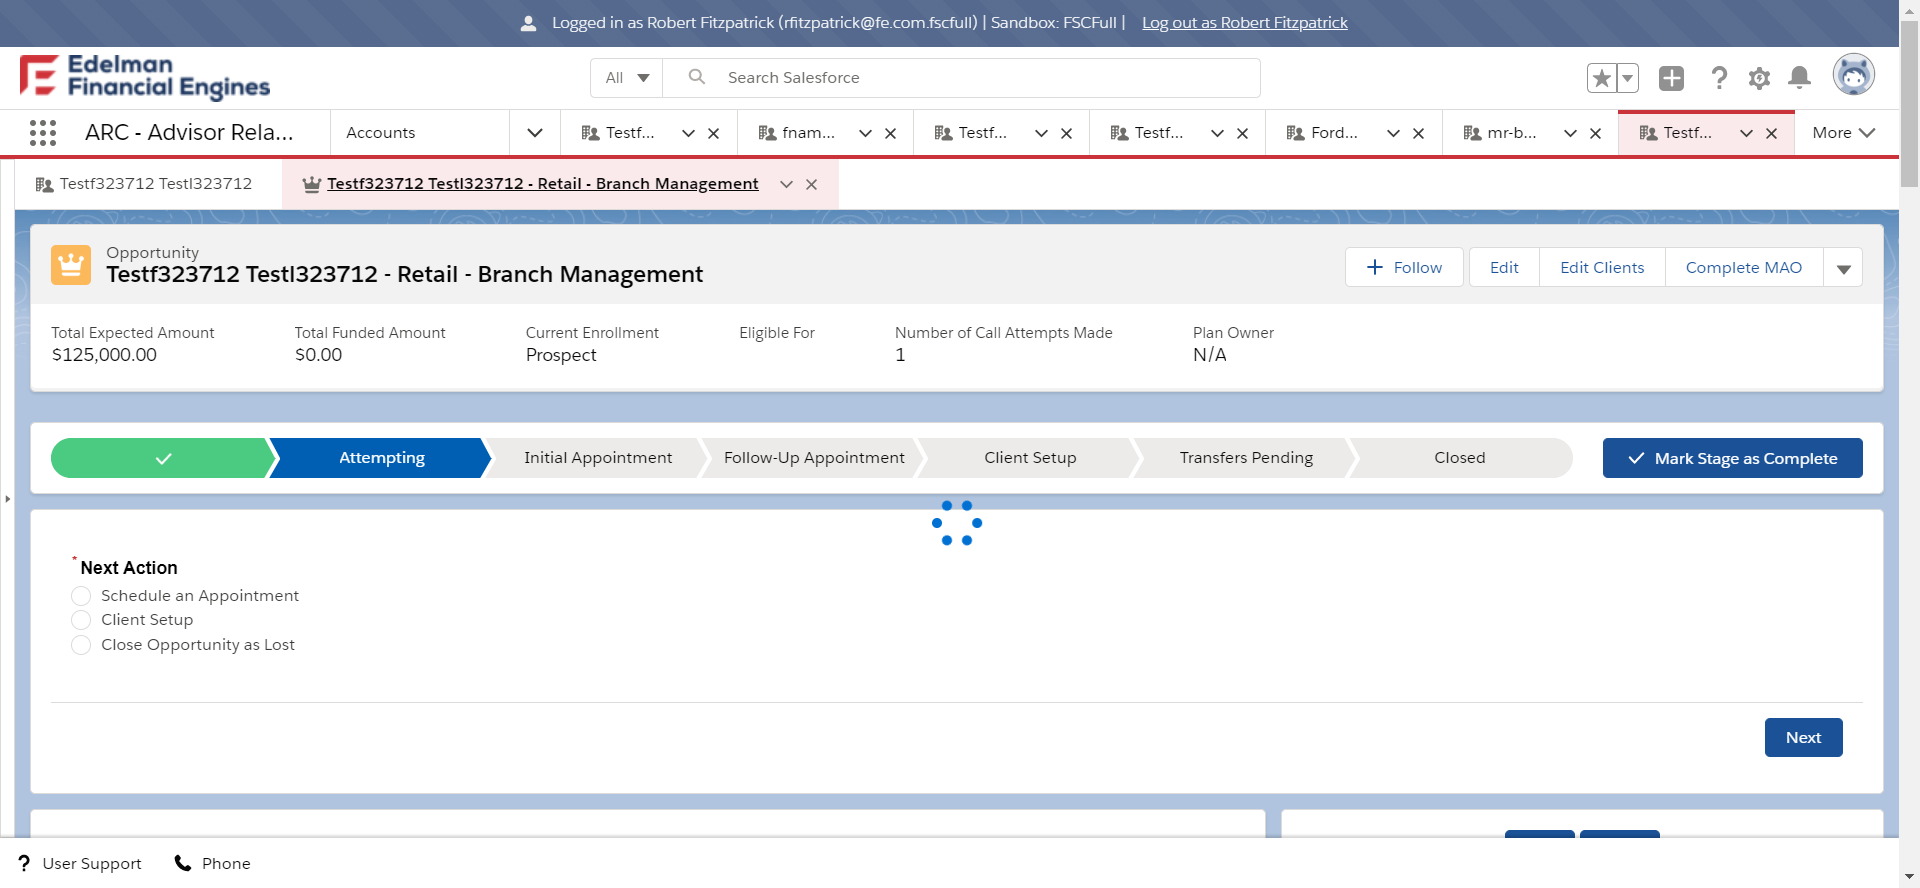 Logged in as Robert Fitzpatrick (rfitzpatrick@fe.com.fscfull) | Sandbox: FSCFull | Log out as Robert Fitzpatrick
Edelman
Financial Engines
All
Search Salesforce
ARC - Advisor Rela...
Accounts
Testf...
fnam...
Testf...
Testf...
Ford...
mr-b...
Testf...
More
Testf323712 Testl323712
Testf323712 Testl323712 - Retail - Branch Management
Opportunity
Testf323712 Testl323712 - Retail - Branch Management
Follow
Edit
Edit Clients
Complete MAO
Total Expected Amount
$125,000.00
Total Funded Amount
$0.00
Current Enrollment
Prospect
Eligible For
Number of Call Attempts Made
1
Plan Owner
N/A
Attempting
Initial Appointment
Follow-Up Appointment
Client Setup
Transfers Pending
Closed
Mark Stage as Complete
* Next Action
Schedule an Appointment
Client Setup
Close Opportunity as Lost
Next
User Support
Phone